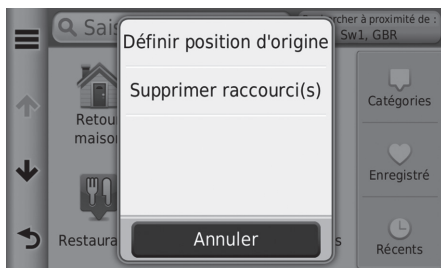 Sais
rcher à proximité de :
Sw1, GBR
Définir position d'origine
Supprimer raccourci(s)
Annuler
Retou
maiso
Restaura
s
Catégories
Enregistré
Récents